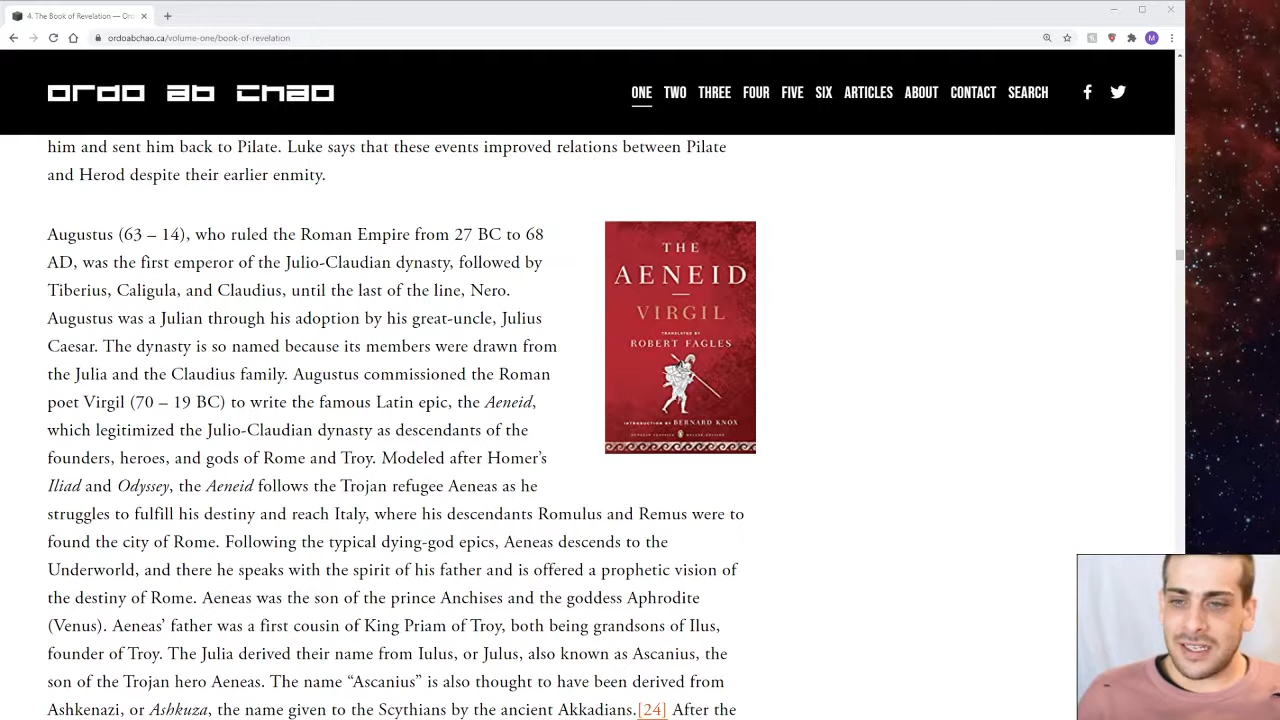 4. The Book of Revelation — Ord
ordoabchao.ca/volume-one/book-of-revelation
M
ordo ab chao
ONE TWO THREE FOUR FIVE SIX ARTICLES ABOUT CONTACT SEARCH
him and sent him back to Pilate. Luke says that these events improved relations between Pilate
and Herod despite their earlier enmity.
Augustus (63 – 14), who ruled the Roman Empire from 27 BC to 68
AD, was the first emperor of the Julio-Claudian dynasty, followed by
Tiberius, Caligula, and Claudius, until the last of the line, Nero.
Augustus was a Julian through his adoption by his great-uncle, Julius
Caesar. The dynasty is so named because its members were drawn from
the Julia and the Claudius family. Augustus commissioned the Roman
poet Virgil (70 – 19 BC) to write the famous Latin epic, the Aeneid,
which legitimized the Julio-Claudian dynasty as descendants of the
founders, heroes, and gods of Rome and Troy. Modeled after Homer's
Iliad and Odyssey, the Aeneid follows the Trojan refugee Aeneas as he
struggles to fulfill his destiny and reach Italy, where his descendants Romulus and Remus were to
found the city of Rome. Following the typical dying-god epics, Aeneas descends to the
Underworld, and there he speaks with the spirit of his father and is offered a prophetic vision of
the destiny of Rome. Aeneas was the son of the prince Anchises and the goddess Aphrodite
(Venus). Aeneas' father was a first cousin of King Priam of Troy, both being grandsons of Ilus,
founder of Troy. The Julia derived their name from Iulus, or Julus, also known as Ascanius, the
son of the Trojan hero Aeneas. The name “Ascanius” is also thought to have been derived from
Ashkenazi, or Ashkuza, the name given to the Scythians by the ancient Akkadians.[24] After the
THE
AENEID
VIRGIL
TRANSLATED BY
ROBERT FAGLES
INTRODUCTION BY BERNARD KNOX